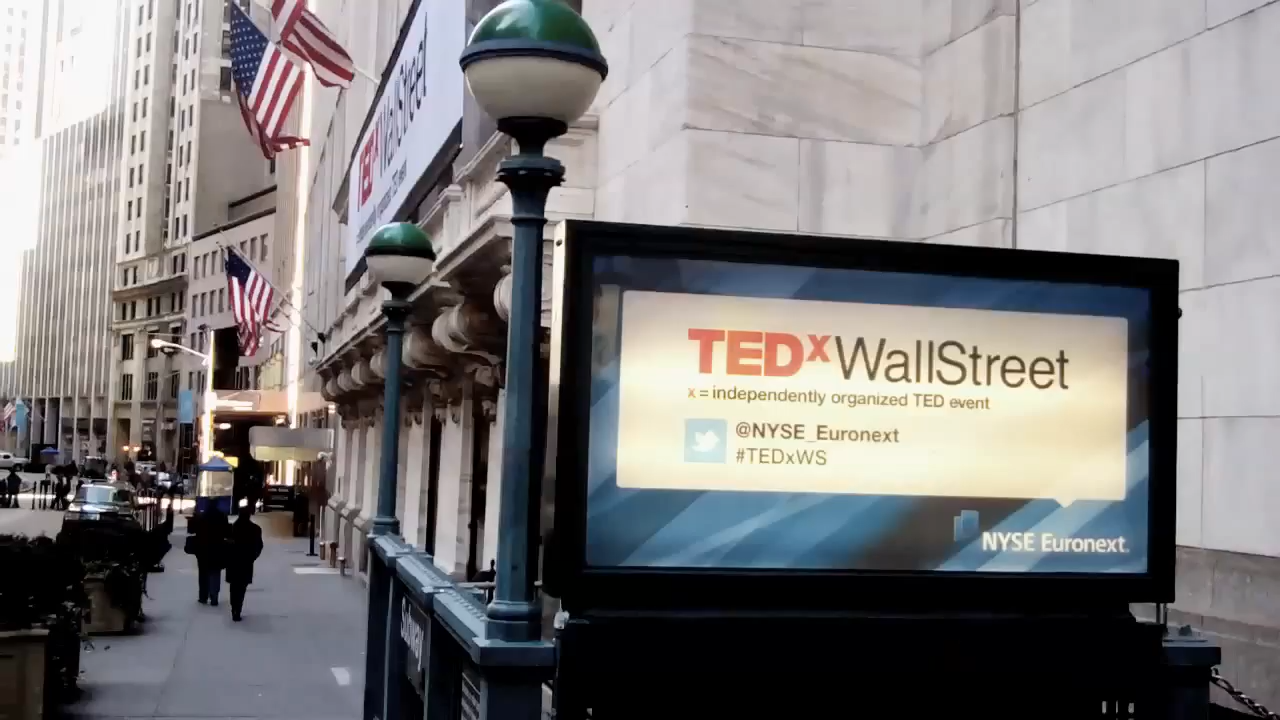 TEDxWallStreet
TEDxWallStreet
x = independently organized TED event
@NYSE_Euronext
#TEDxWS
NYSE Euronext.
Subway